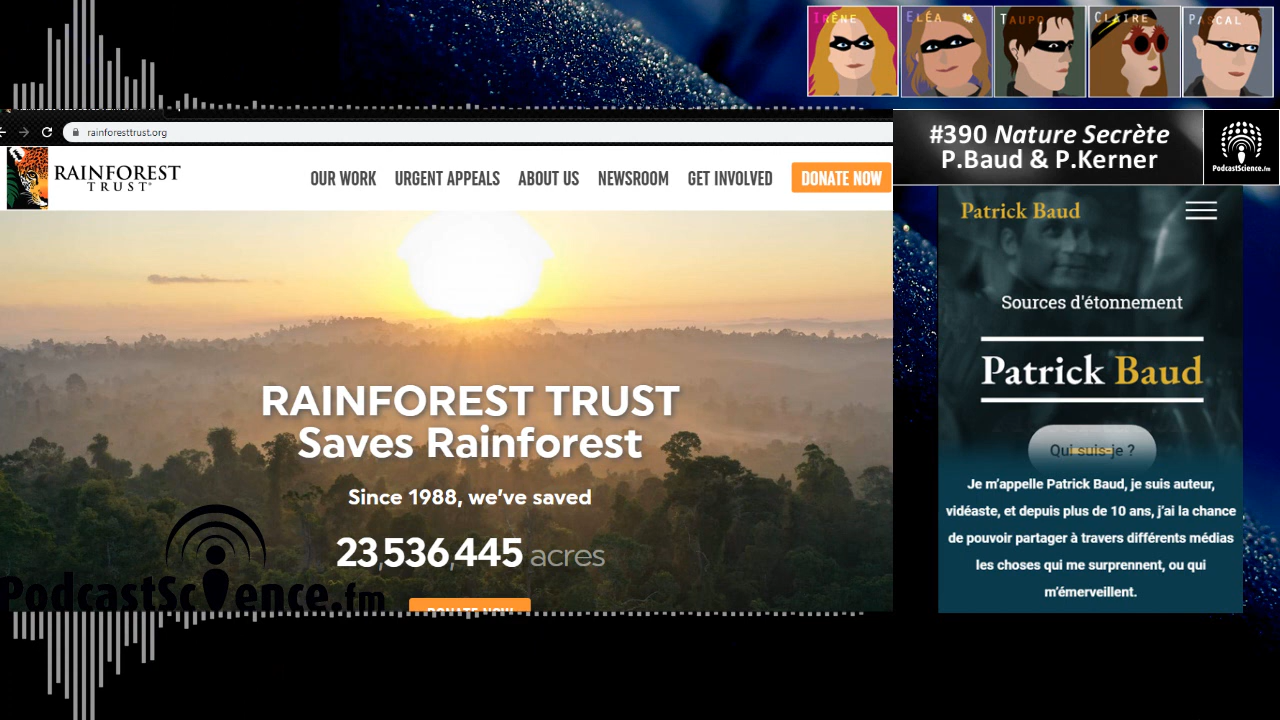 IRÈNE
ELÉA
TAUPO
CLAIRE
PASCAL
rainforesttrust.org
RAINFOREST
TRUST®
OUR WORK
URGENT APPEALS
ABOUT US
NEWSROOM
GET INVOLVED
DONATE NOW
#390 Nature Secrète
P.Baud & P.Kerner
PodcastScience.fm
RAINFOREST TRUST
Saves Rainforest
Since 1988, we've saved
23,536,445 acres
DONATE NOW
PodcastScience.fm
Patrick Baud
Sources d'étonnement
Patrick Baud
Qui suis-je ?
Je m'appelle Patrick Baud, je suis auteur,
vidéaste, et depuis plus de 10 ans, j'ai la chance
de pouvoir partager à travers différents médias
les choses qui me surprennent, ou qui
m'émerveillent.